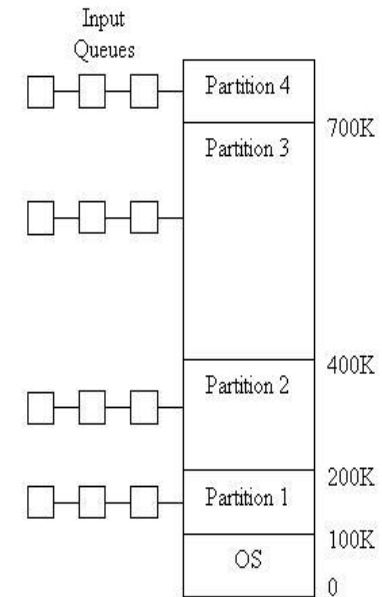 Input
Queues
Partition 4
700K
Partition 3
400K
Partition 2
200K
Partition 1
100K
OS
0